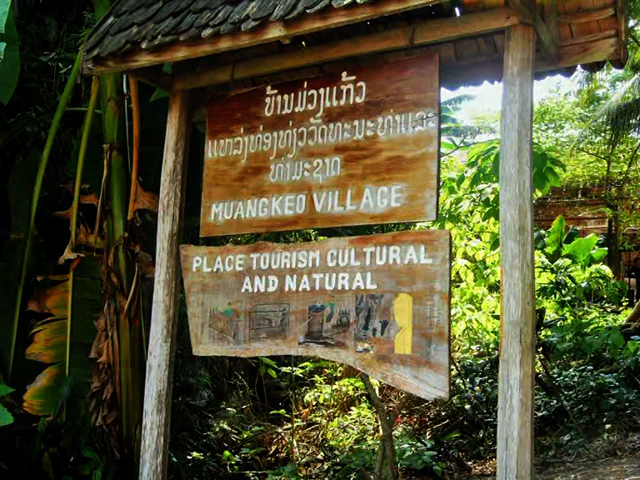 ບ້ານມ່ວງແກ້ວ
ແຫລ່ງທ່ອງທ່ຽວວັດທະນະທຳແລະ
ທຳມະຊາດ
MUANGKEO VILLAGE
PLACE TOURISM CULTURAL
AND NATURAL